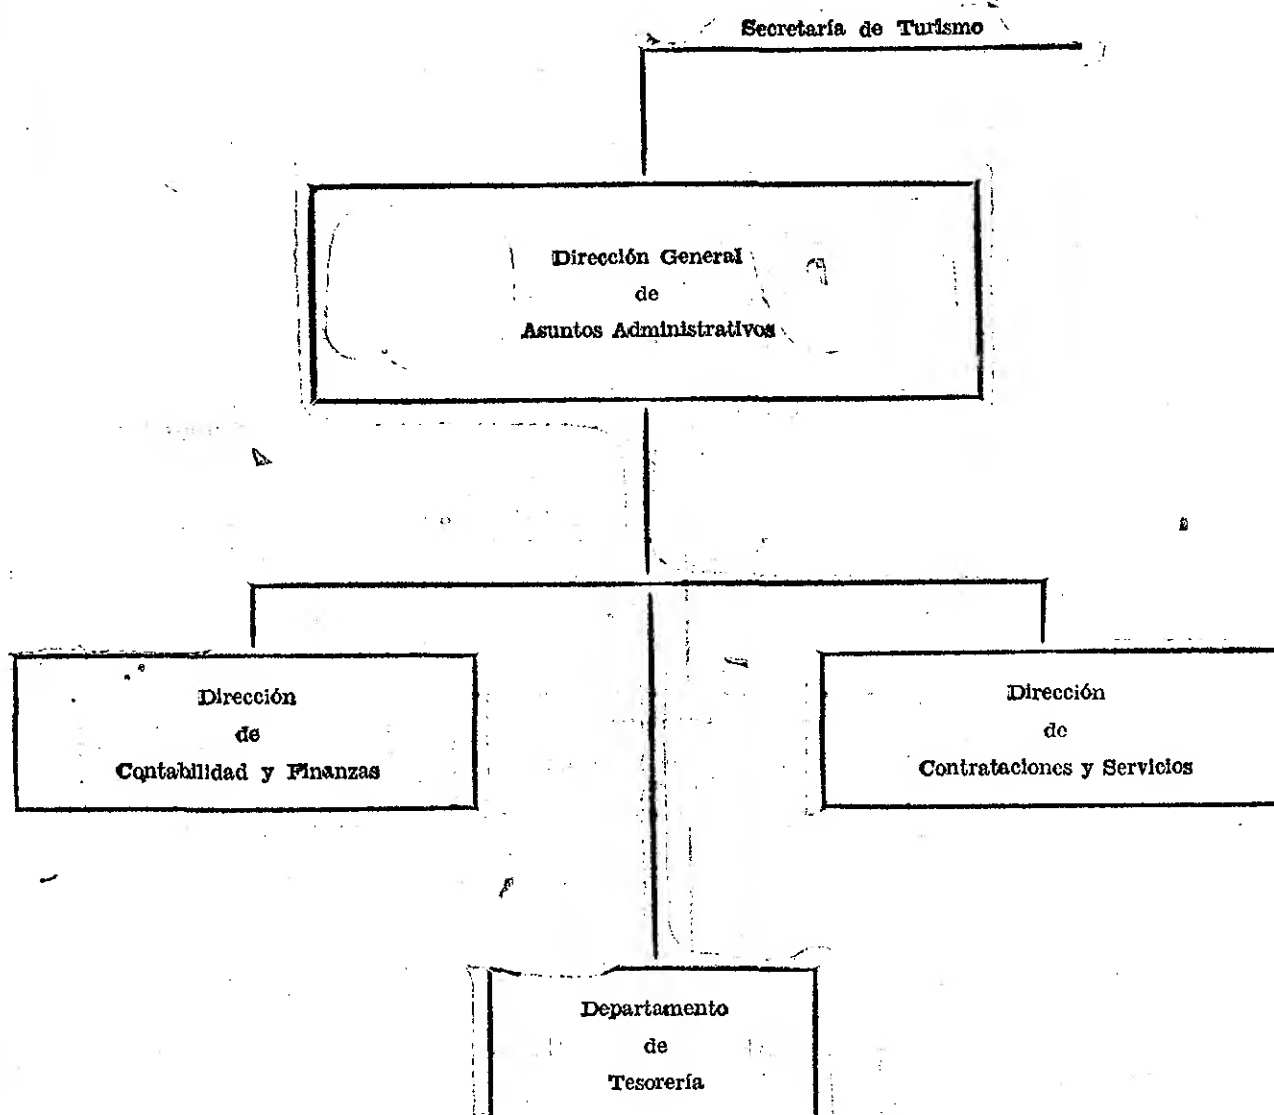 Secretaría de Turismo
Dirección General
de
Asuntos Administrativos
Dirección
de
Contabilidad y Finanzas
Dirección
de
Contrataciones y Servicios
Departamento
de
Tesorería